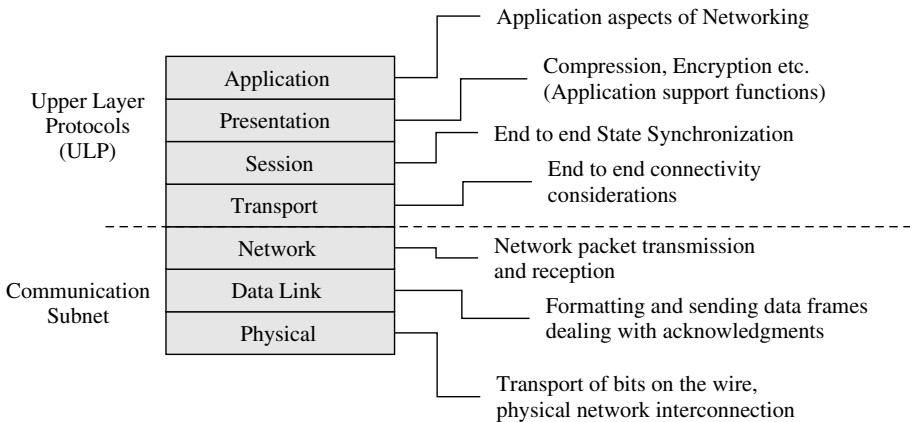 Application aspects of Networking
Application
Compression, Encryption etc.
(Application support functions)
Upper Layer
Protocols
(ULP)
Presentation
End to end State Synchronization
Session
End to end connectivity
considerations
Transport
Network
Network packet transmission
and reception
Communication
Subnet
Data Link
Formatting and sending data frames
dealing with acknowledgments
Physical
Transport of bits on the wire,
physical network interconnection